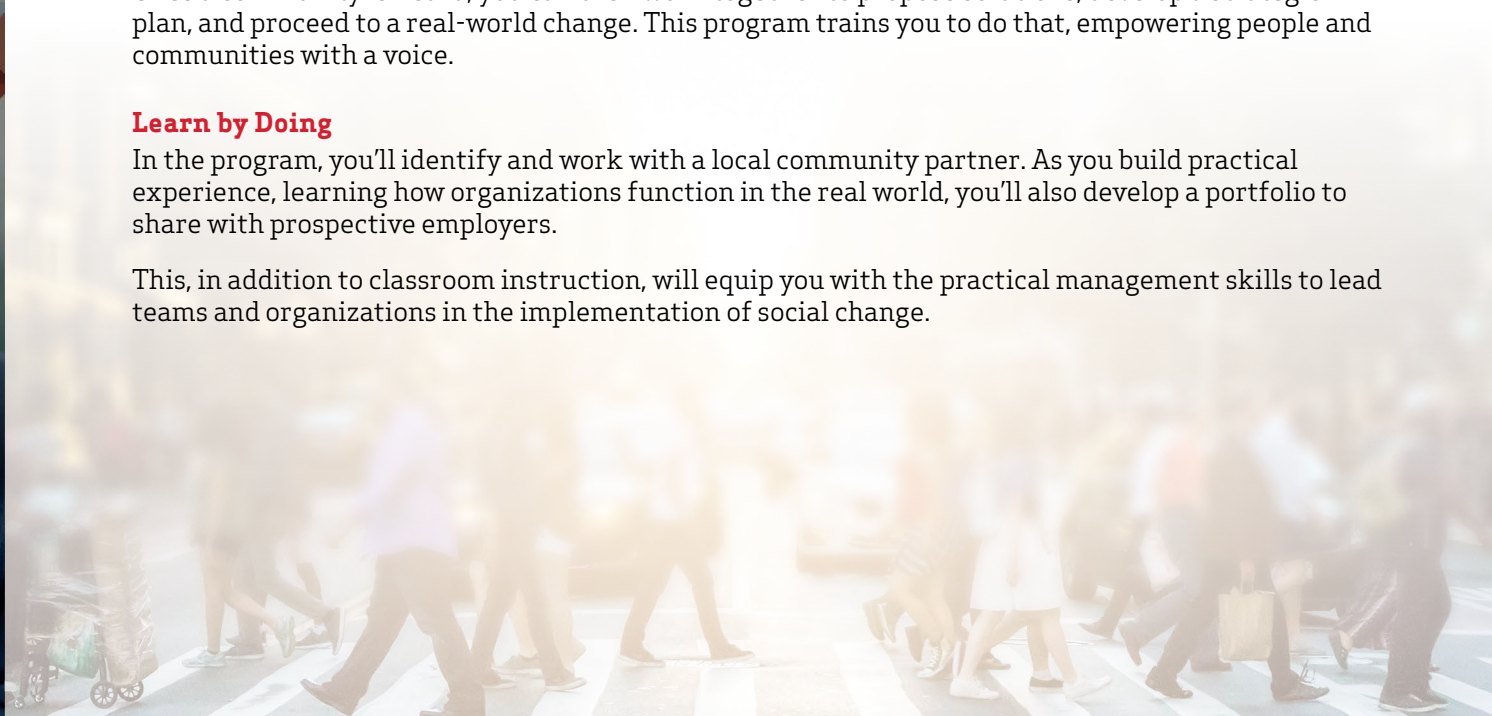 plan, and proceed to a real-world change. This program trains you to do that, empowering people and
communities with a voice.
Learn by Doing
In the program, you’ll identify and work with a local community partner. As you build practical
experience, learning how organizations function in the real world, you’ll also develop a portfolio to
share with prospective employers.
This, in addition to classroom instruction, will equip you with the practical management skills to lead
teams and organizations in the implementation of social change.